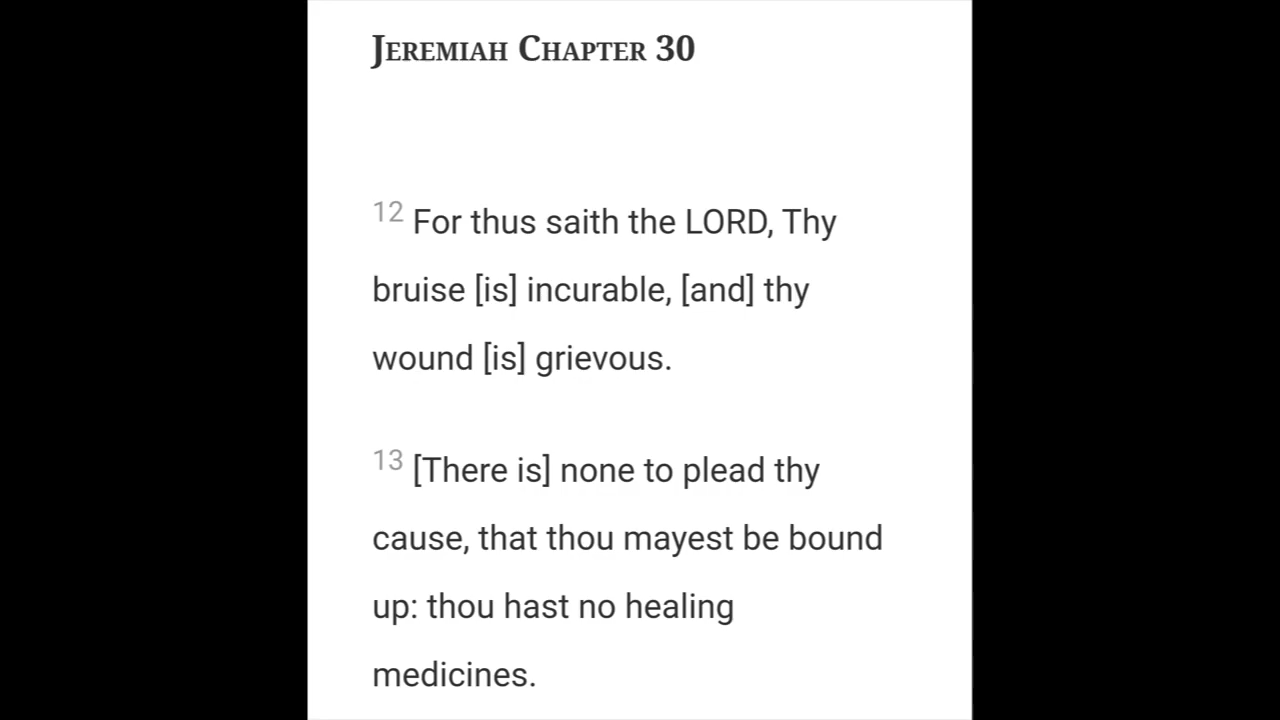 JEREMIAH CHAPTER 30
12 For thus saith the LORD, Thy
bruise [is] incurable, [and] thy
wound [is] grievous.
13 [There is] none to plead thy
cause, that thou mayest be bound
up: thou hast no healing
medicines.